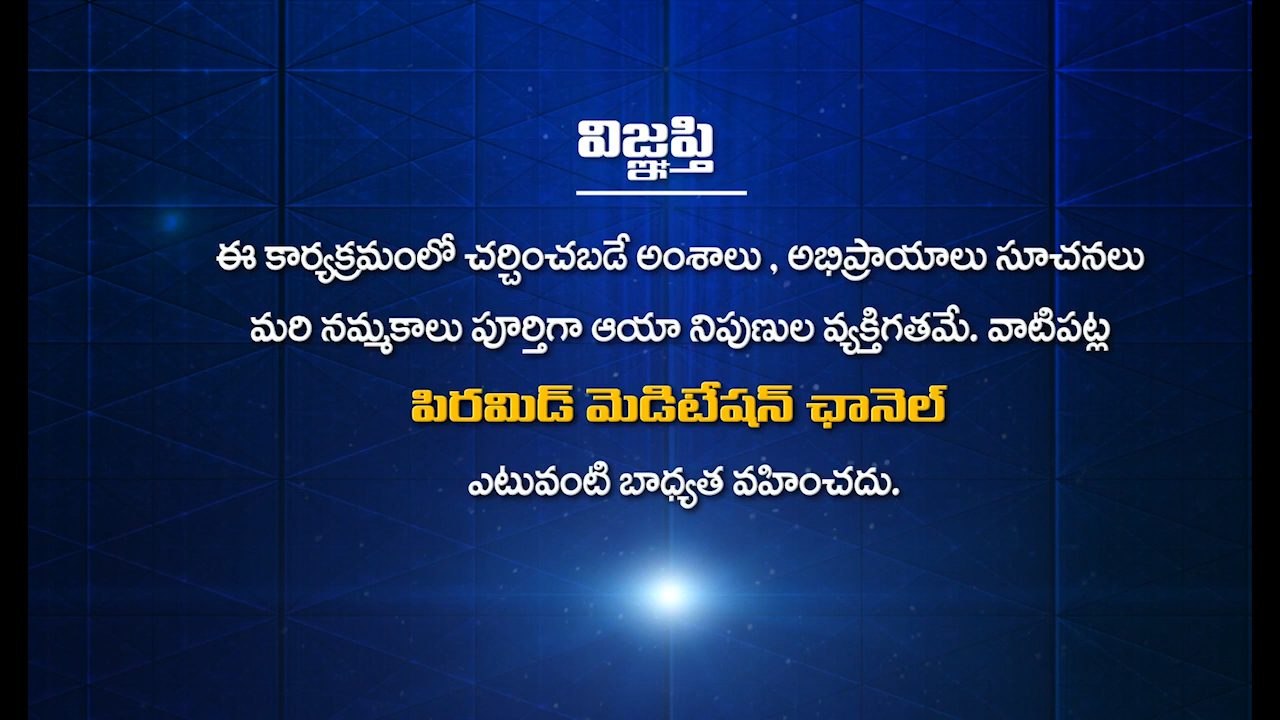 విజ్ఞప్తి
ఈ కార్యక్రమంలో చర్చించబడే అంశాలు , అభిప్రాయాలు సూచనలు
మరి నమ్మకాలు పూర్తిగా ఆయా నిపుణుల వ్యక్తిగతమే. వాటిపట్ల
పిరమిడ్ మెడిటేషన్ ఛానెల్
ఎటువంటి బాధ్యత వహించదు.